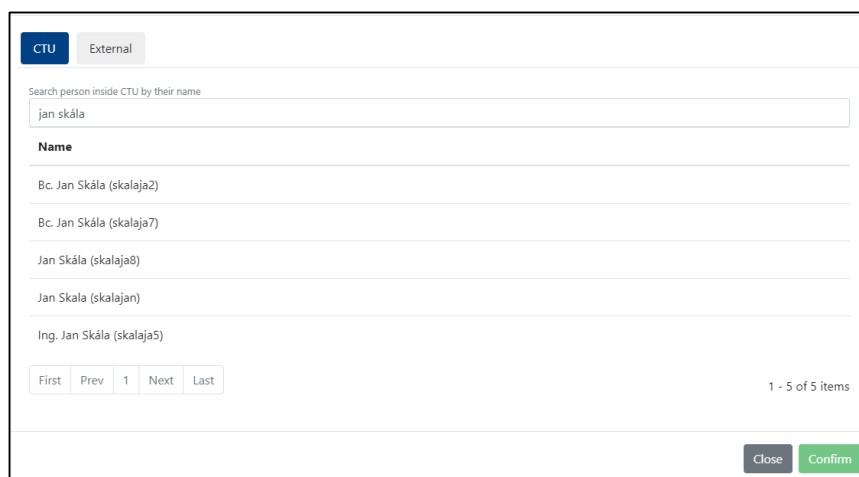 CTU External
Search person inside CTU by their name
jan skála
Name
Bc. Jan Skála (skalaja2)
Bc. Jan Skála (skalaja7)
Jan Skála (skalaja8)
Jan Skala (skalajan)
Ing. Jan Skála (skalaja5)
First Prev 1 Next Last
1 - 5 of 5 items
Close Confirm